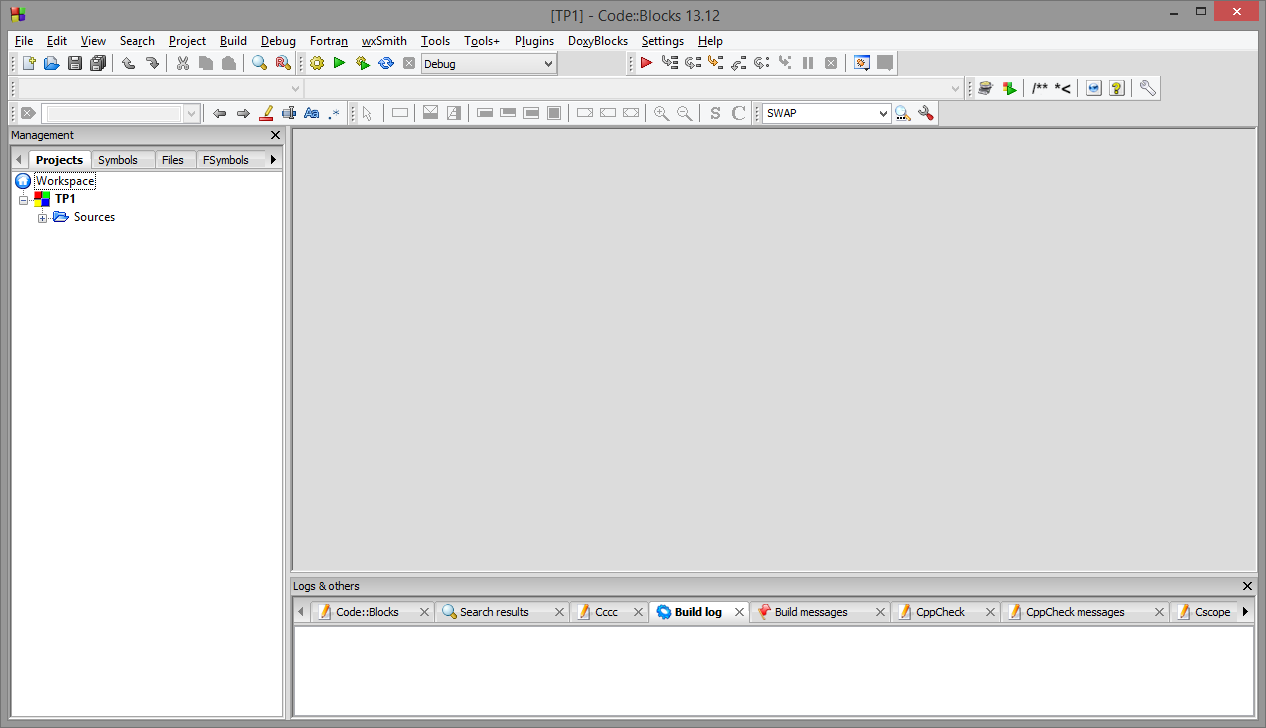 [TP1] - Code::Blocks 13.12
File Edit View Search Project Build Debug Fortran wxSmith Tools Tools+ Plugins DoxyBlocks Settings Help
Debug
/** *<
Aa .* S C SWAP
Management
Projects Symbols Files FSymbols
Workspace
TP1
Sources
Logs & others
Code::Blocks Search results Cccc Build log Build messages CppCheck CppCheck messages Cscope